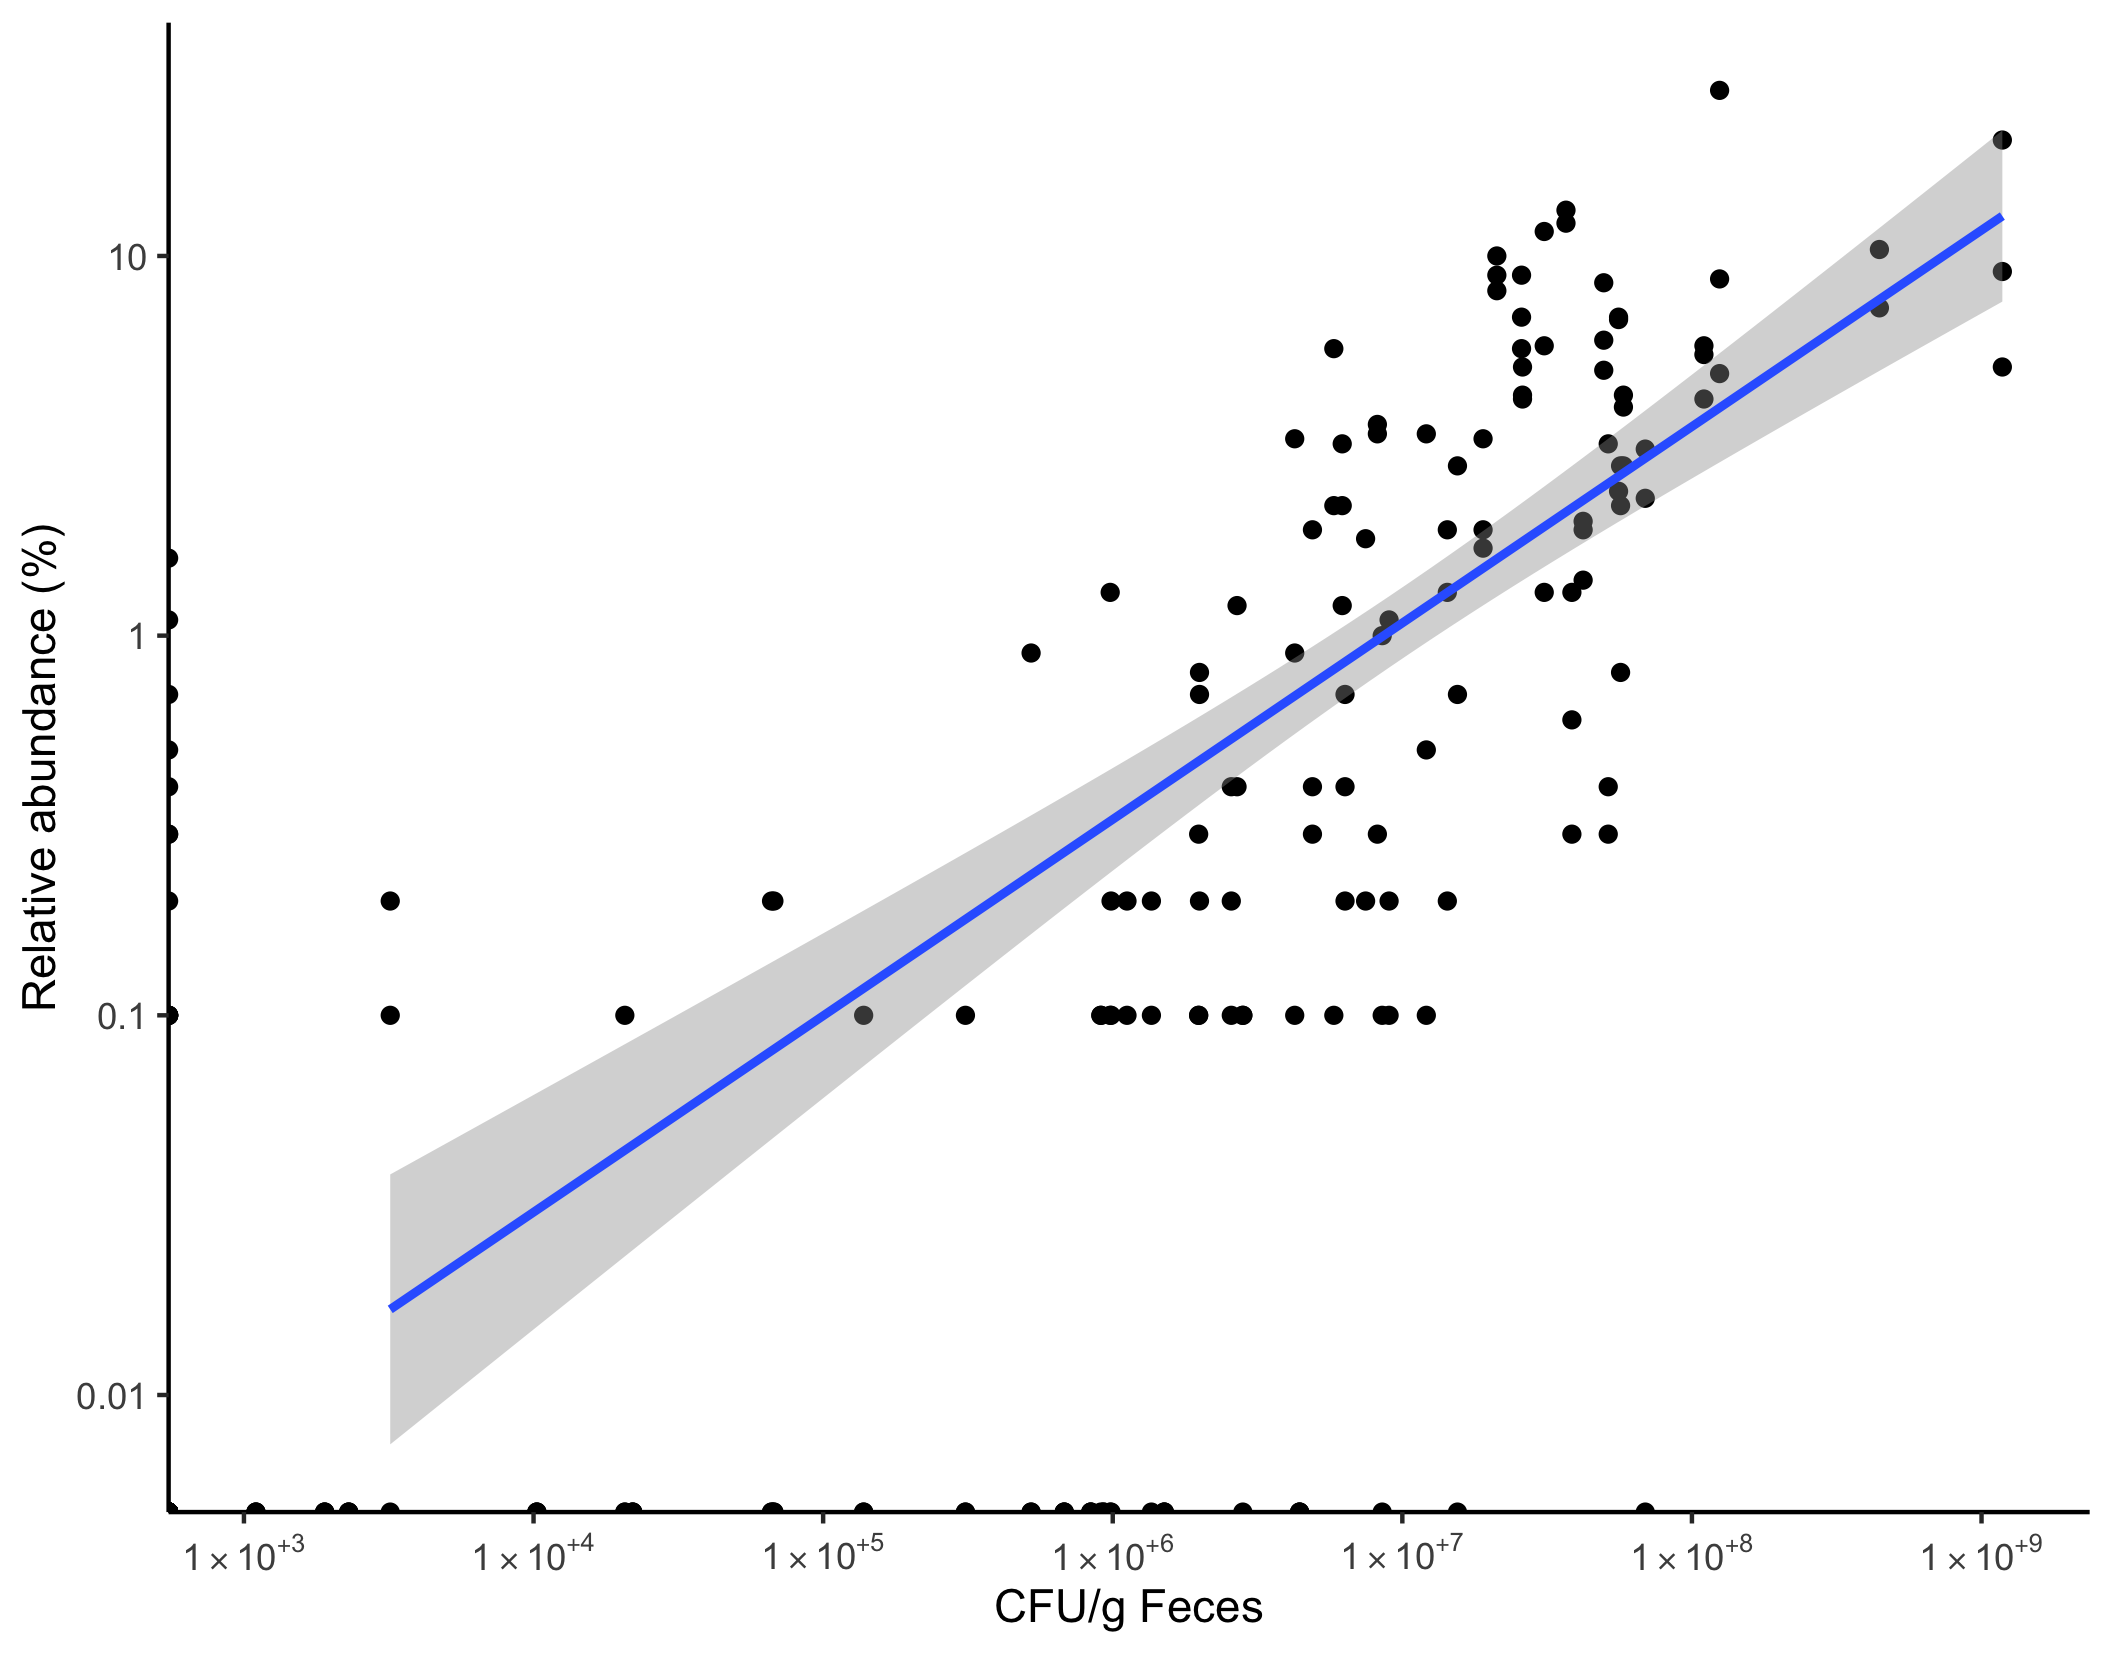 Relative abundance (%)
10
1
0.1
0.01
1 × 10⁺³
1 × 10⁺⁴
1 × 10⁺⁵
1 × 10⁺⁶
1 × 10⁺⁷
1 × 10⁺⁸
1 × 10⁺⁹
CFU/g Feces